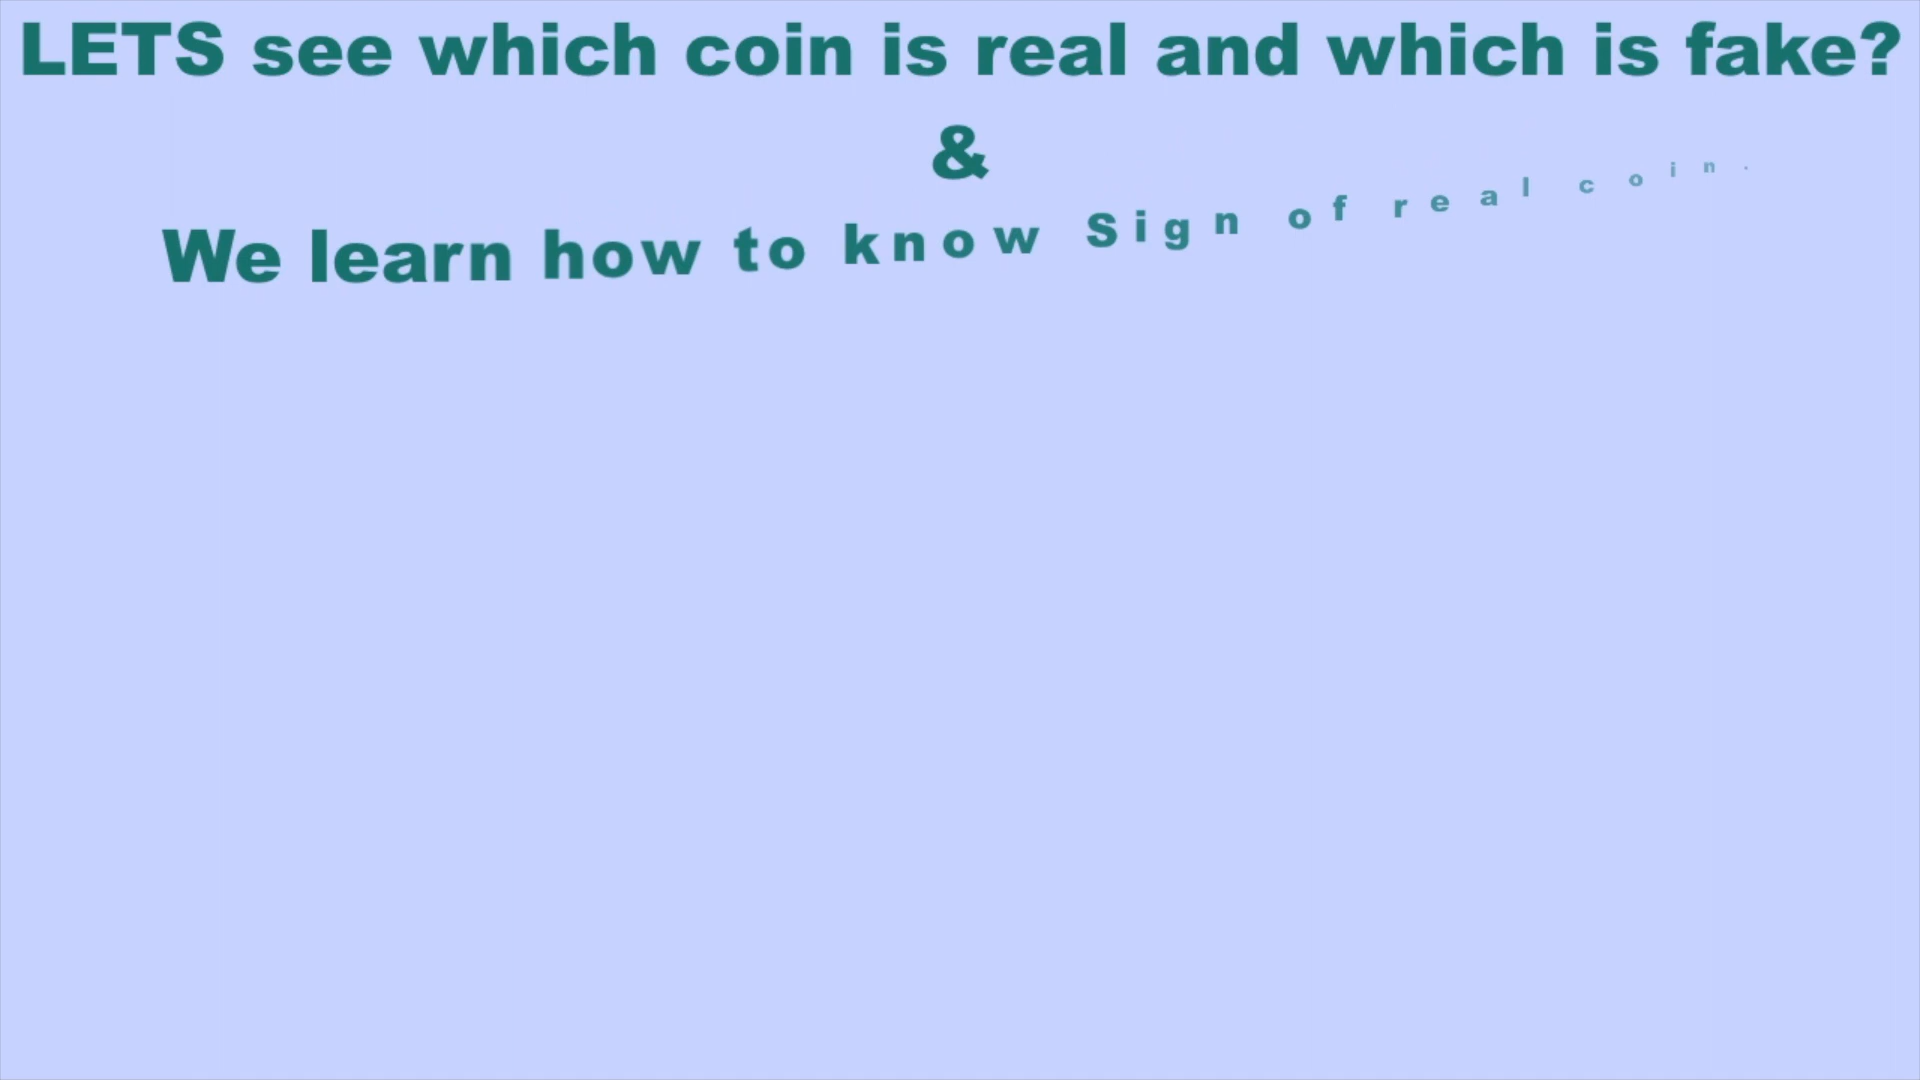 LETS see which coin is real and which is fake?
&
We learn how to know Sign of real coin.